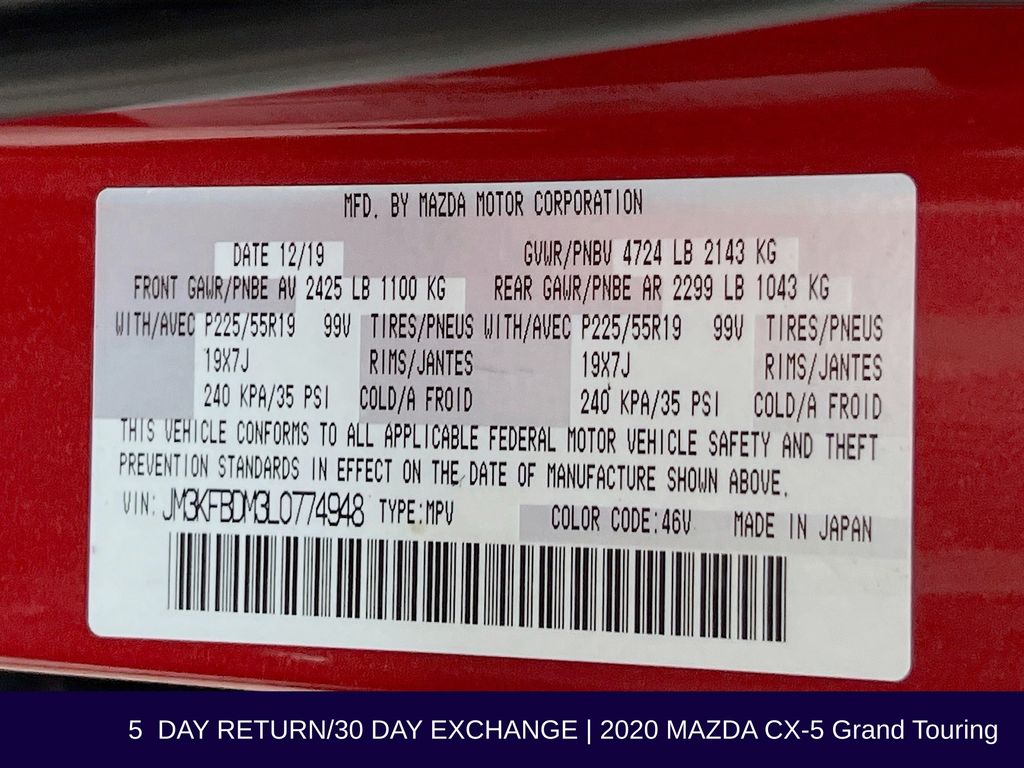 MFD. BY MAZDA MOTOR CORPORATION
DATE 12/19 GVWR/PNBV 4724 LB 2143 KG
FRONT GAWR/PNBE AV 2425 LB 1100 KG REAR GAWR/PNBE AR 2299 LB 1043 KG
WITH/AVEC P225/55R19 99V TIRES/PNEUS WITH/AVEC P225/55R19 99V TIRES/PNEUS
19X7J RIMS/JANTES 19X7J RIMS/JANTES
240 KPA/35 PSI COLD/A FROID 240 KPA/35 PSI COLD/A FROID
THIS VEHICLE CONFORMS TO ALL APPLICABLE FEDERAL MOTOR VEHICLE SAFETY AND THEFT
PREVENTION STANDARDS IN EFFECT ON THE DATE OF MANUFACTURE SHOWN ABOVE.
VIN: JM3KFBDM3L0774948 TYPE:MPV COLOR CODE:46V MADE IN JAPAN
5 DAY RETURN/30 DAY EXCHANGE | 2020 MAZDA CX-5 Grand Touring